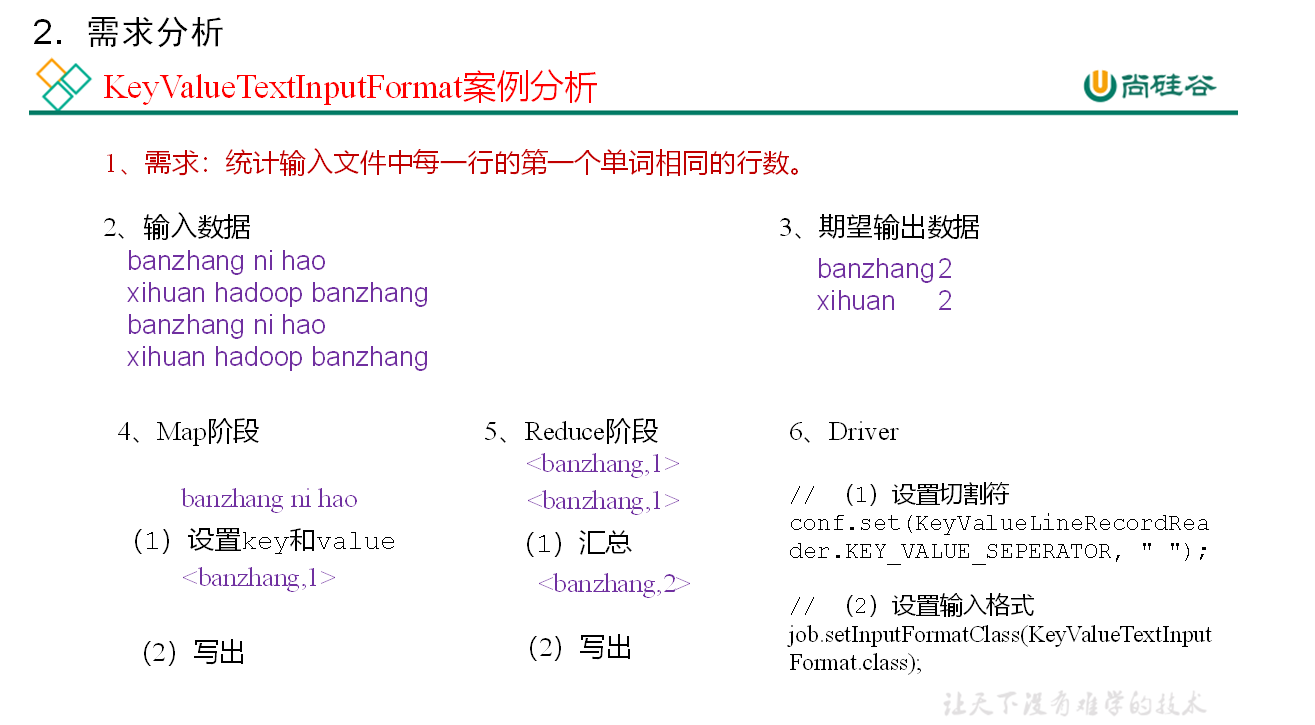 2. 需求分析
KeyValueTextInputFormat案例分析
尚硅谷
1、需求：统计输入文件中每一行的第一个单词相同的行数。
2、输入数据
banzhang ni hao
xihuan hadoop banzhang
banzhang ni hao
xihuan hadoop banzhang
3、期望输出数据
banzhang 2
xihuan 2
4、Map阶段
banzhang ni hao
（1）设置key和value
<banzhang,1>
（2）写出
5、Reduce阶段
<banzhang,1>
<banzhang,1>
（1）汇总
<banzhang,2>
（2）写出
6、Driver
// （1）设置切割符
conf.set(KeyValueLineRecordRea
der.KEY_VALUE_SEPERATOR, " ");
// （2）设置输入格式
job.setInputFormatClass(KeyValueTextInput
Format.class);
让天下没有难学的技术